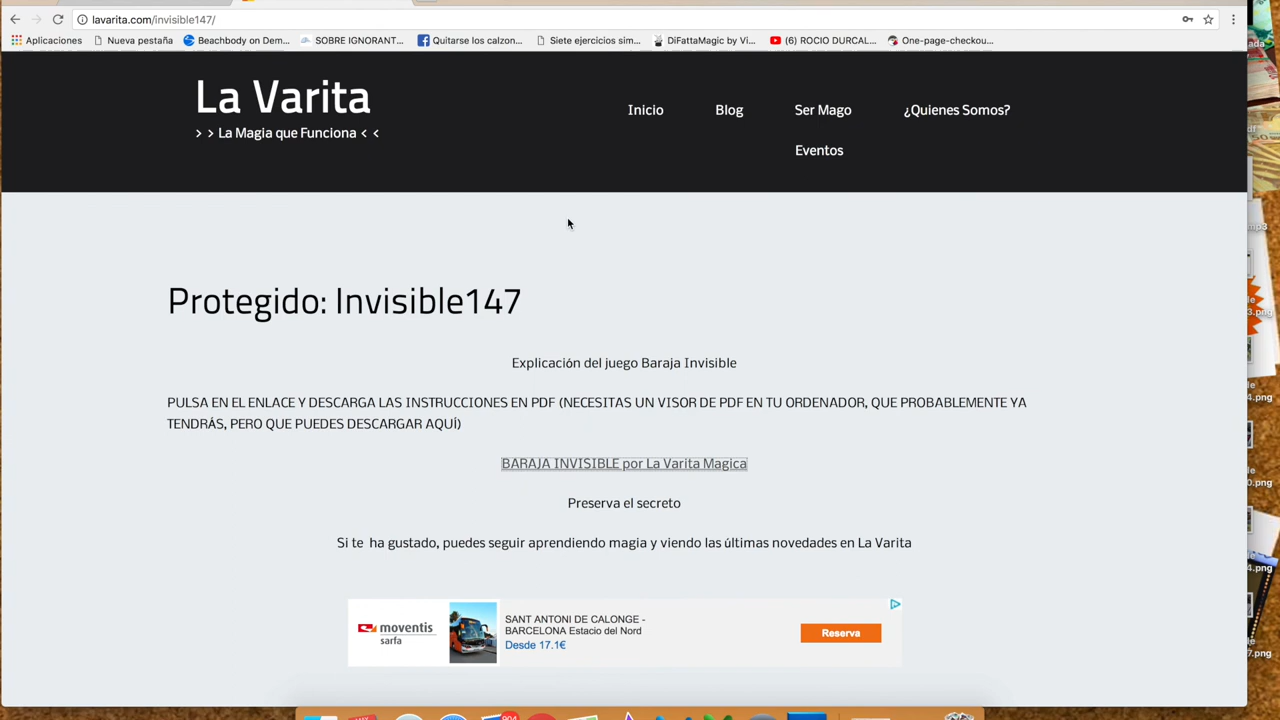 lavarita.com/invisible147/
Aplicaciones Nueva pestaña Beachbody on Dem... SOBRE IGNORANT... Quitarse los calzon... Siete ejercicios sim... DiFattaMagic by Vi... (6) ROCIO DURCAL... One-page-checkou...
La Varita
> > La Magia que Funciona < <
Inicio Blog Ser Mago ¿Quienes Somos?
Eventos
Protegido: Invisible147
Explicación del juego Baraja Invisible
PULSA EN EL ENLACE Y DESCARGA LAS INSTRUCCIONES EN PDF (NECESITAS UN VISOR DE PDF EN TU ORDENADOR, QUE PROBABLEMENTE YA
TENDRÁS, PERO QUE PUEDES DESCARGAR AQUÍ)
BARAJA INVISIBLE por La Varita Magica
Preserva el secreto
Si te ha gustado, puedes seguir aprendiendo magia y viendo las últimas novedades en La Varita
moventis
sarfa
SANT ANTONI DE CALONGE -
BARCELONA Estacio del Nord
Desde 17.1€
Reserva
904